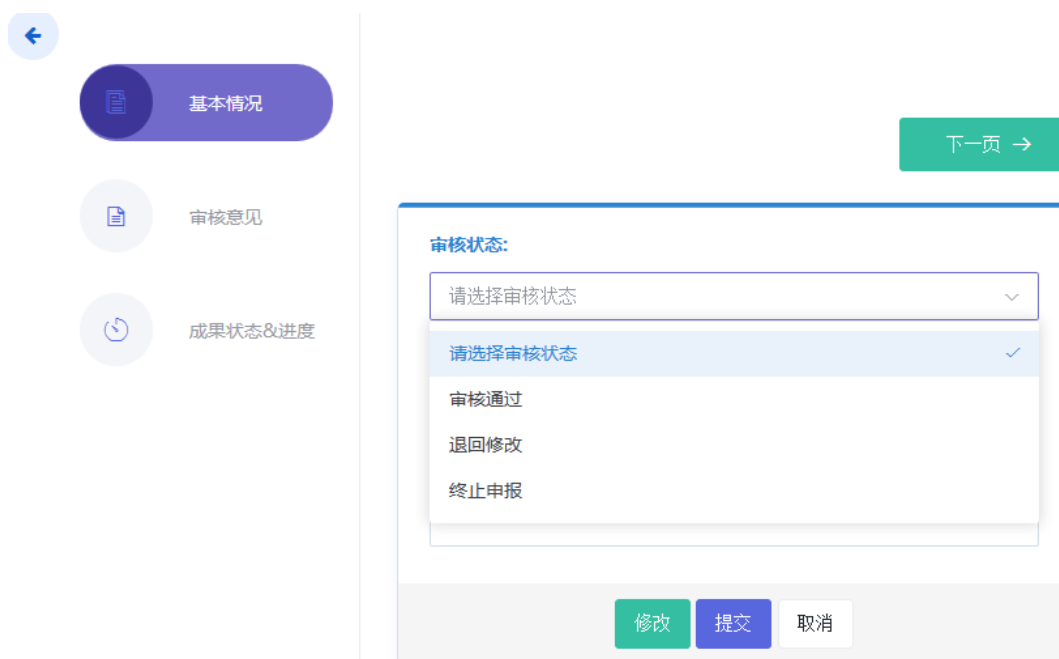 基本情况
审核意见
成果状态&进度
下一页 →
审核状态:
请选择审核状态
请选择审核状态
审核通过
退回修改
终止申报
修改 提交 取消